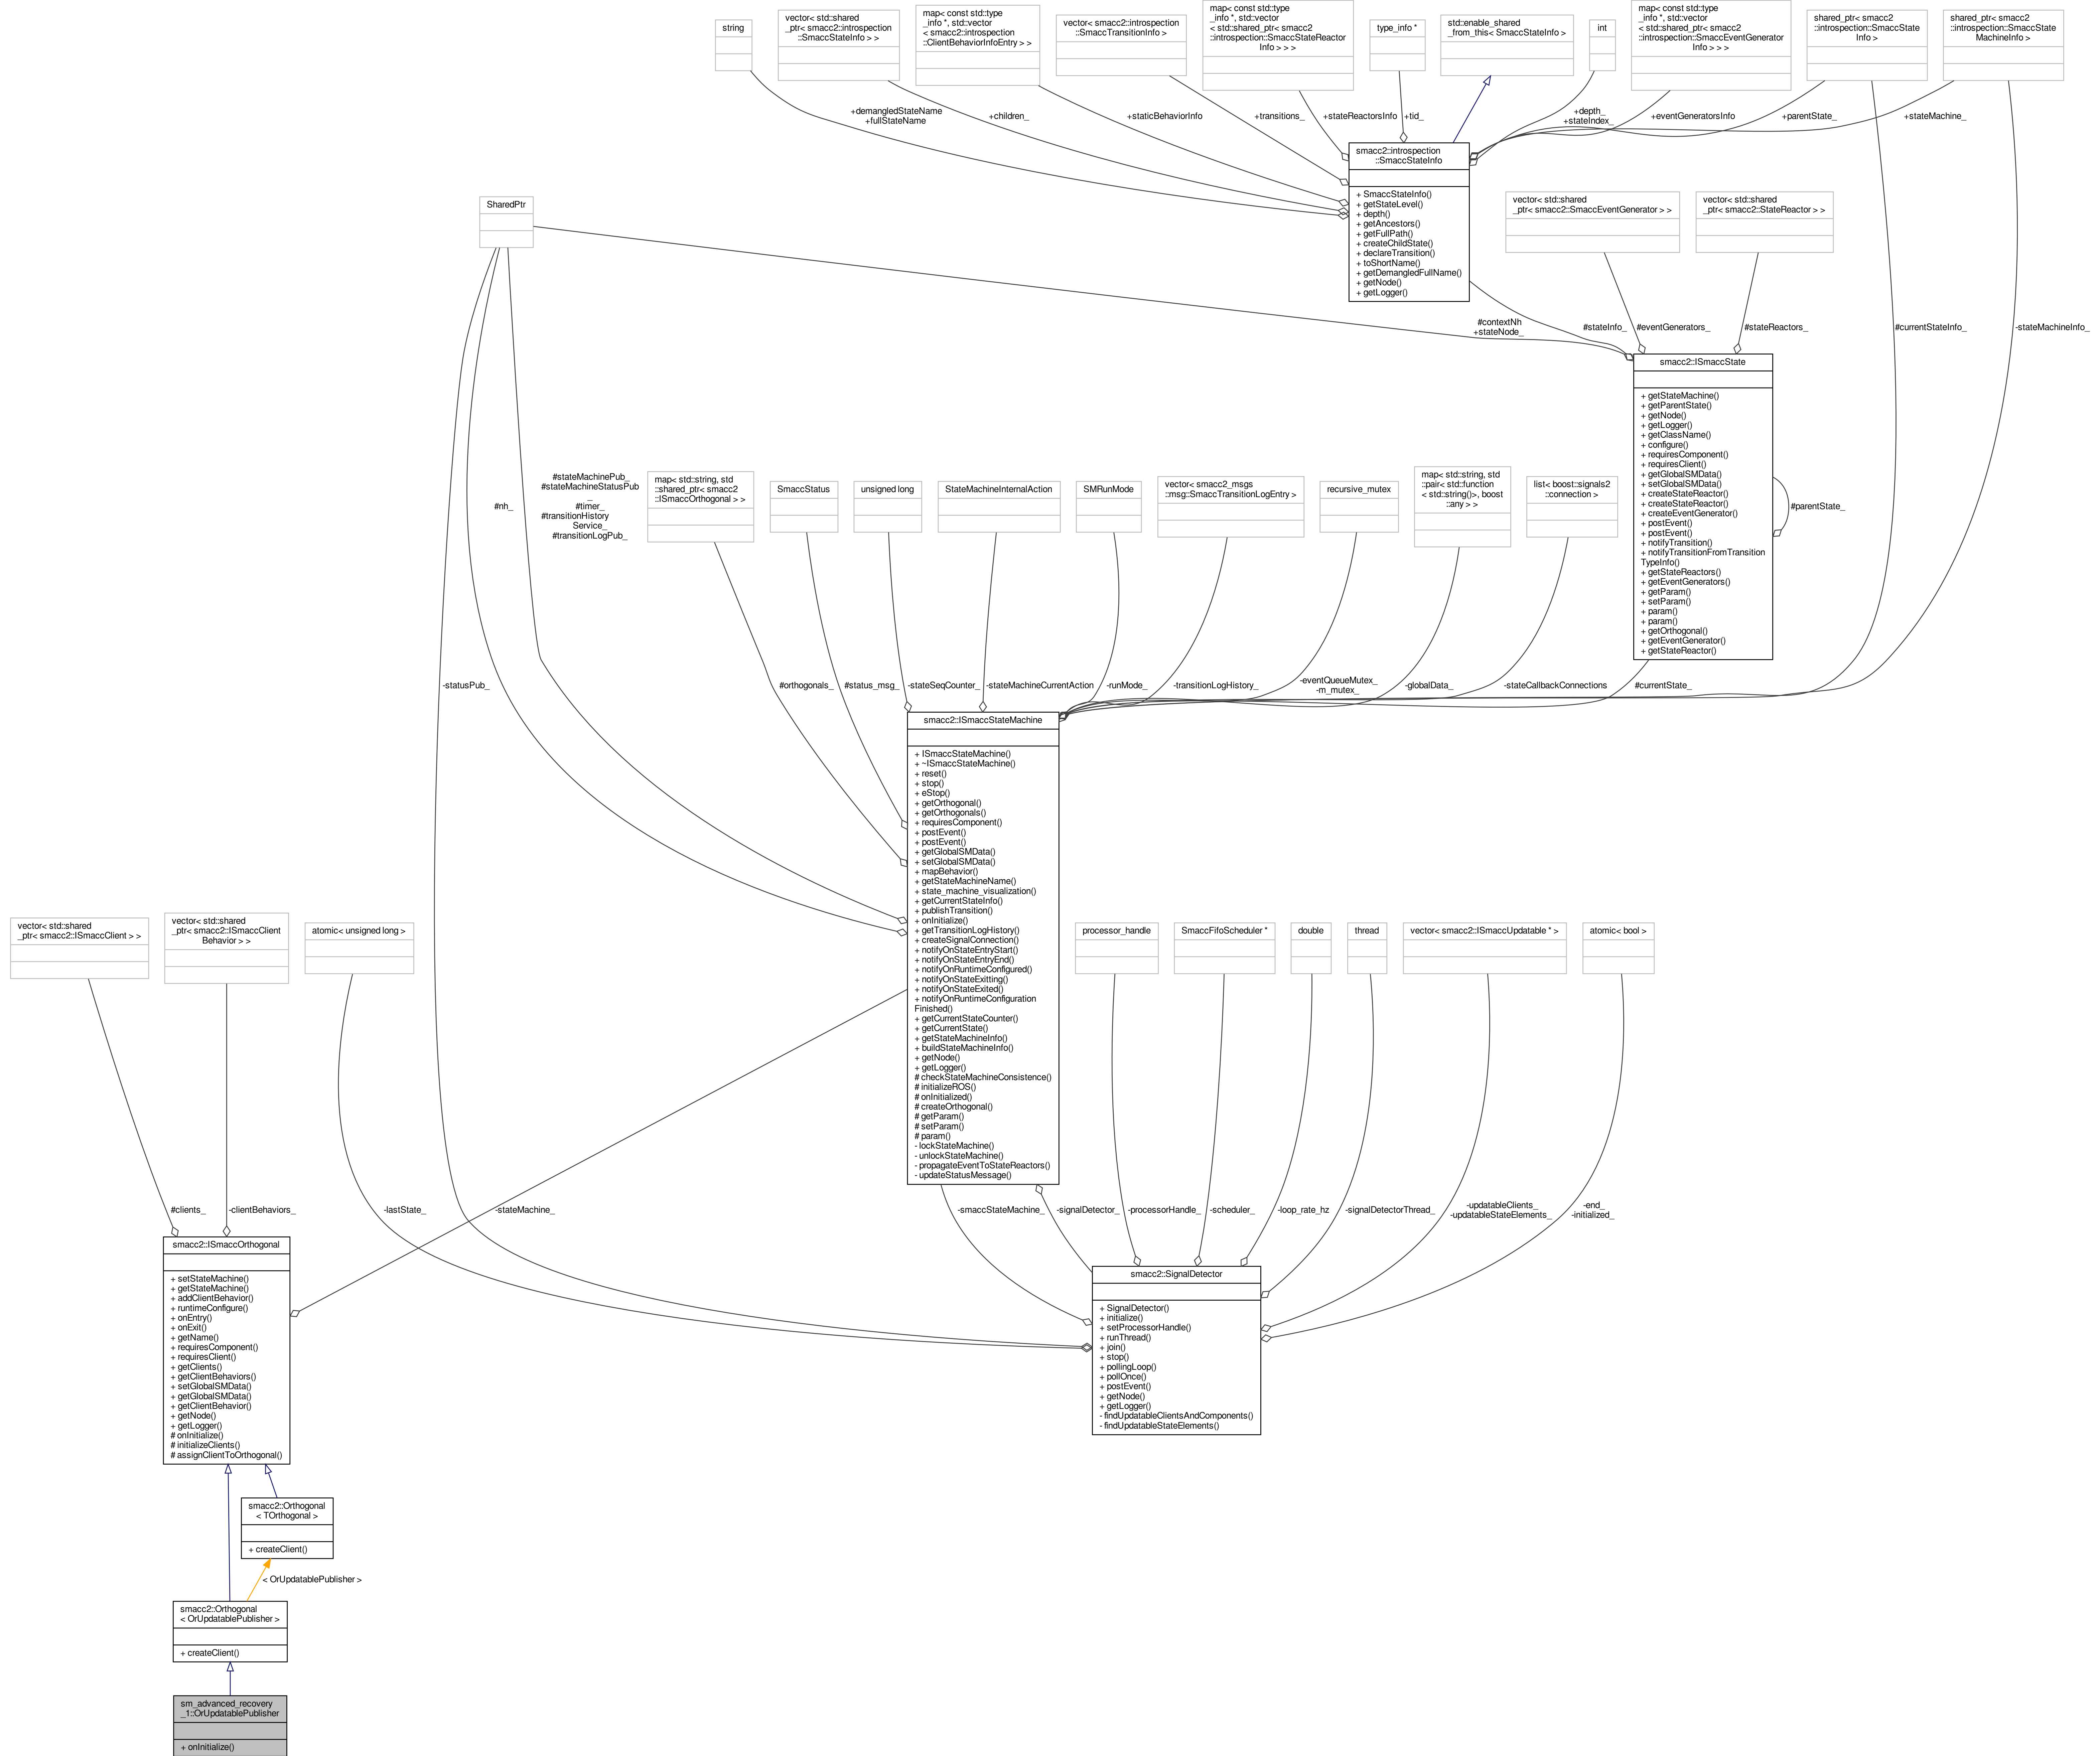 string
vector< std::shared
_ptr< smacc2::introspection
::SmaccStateInfo > >
map< const std::type
_info *, std::vector
< smacc2::introspection
::ClientBehaviorInfoEntry > >
vector< smacc2::introspection
::SmaccTransitionInfo >
map< const std::type
_info *, std::vector
< std::shared_ptr< smacc2
::introspection::SmaccStateReactor
Info > > >
type_info *
std::enable_shared
_from_this< SmaccStateInfo >
int
map< const std::type
_info *, std::vector
< std::shared_ptr< smacc2
::introspection::SmaccEventGenerator
Info > > >
shared_ptr< smacc2
::introspection::SmaccState
Info >
shared_ptr< smacc2
::introspection::SmaccState
MachineInfo >
+demangledStateName
+fullStateName
+children_
+staticBehaviorInfo
+transitions_
+stateReactorsInfo
+tid_
+depth_
+stateIndex_
+eventGeneratorsInfo
+parentState_
+stateMachine_
smacc2::introspection
::SmaccStateInfo
+ SmaccStateInfo()
+ getStateLevel()
+ depth()
+ getAncestors()
+ getFullPath()
+ createChildState()
+ declareTransition()
+ toShortName()
+ getDemangledFullName()
+ getNode()
+ getLogger()
SharedPtr
vector< std::shared
_ptr< smacc2::SmaccEventGenerator > >
vector< std::shared
_ptr< smacc2::StateReactor > >
#contextNh
+stateNode_
#stateInfo_
#eventGenerators_
#stateReactors_
#currentStateInfo_
-stateMachineInfo_
smacc2::ISmaccState
+ getStateMachine()
+ getParentState()
+ getNode()
+ getLogger()
+ getClassName()
+ configure()
+ requiresComponent()
+ requiresClient()
+ getGlobalSMData()
+ setGlobalSMData()
+ createStateReactor()
+ createStateReactor()
+ createEventGenerator()
+ postEvent()
+ postEvent()
+ notifyTransition()
+ notifyTransitionFromTransition
TypeInfo()
+ getStateReactors()
+ getEventGenerators()
+ getParam()
+ setParam()
+ param()
+ param()
+ getOrthogonal()
+ getEventGenerator()
+ getStateReactor()
#parentState_
#nh_
#stateMachinePub_
#stateMachineStatusPub
_
#timer_
#transitionHistory
Service_
#transitionLogPub_
map< std::string, std
::shared_ptr< smacc2
::ISmaccOrthogonal > >
SmaccStatus
unsigned long
StateMachineInternalAction
SMRunMode
vector< smacc2_msgs
::msg::SmaccTransitionLogEntry >
recursive_mutex
map< std::string, std
::pair< std::function
< std::string()>, boost
::any > >
list< boost::signals2
::connection >
-statusPub_
#orthogonals_
#status_msg_
-stateSeqCounter_
-stateMachineCurrentAction
-runMode_
-transitionLogHistory_
-eventQueueMutex_
-m_mutex_
-globalData_
-stateCallbackConnections
#currentState_
smacc2::ISmaccStateMachine
+ ISmaccStateMachine()
+ ~ISmaccStateMachine()
+ reset()
+ stop()
+ eStop()
+ getOrthogonal()
+ getOrthogonals()
+ requiresComponent()
+ postEvent()
+ postEvent()
+ getGlobalSMData()
+ setGlobalSMData()
+ mapBehavior()
+ getStateMachineName()
+ state_machine_visualization()
+ getCurrentStateInfo()
+ publishTransition()
+ onInitialize()
+ getTransitionLogHistory()
+ createSignalConnection()
+ notifyOnStateEntryStart()
+ notifyOnStateEntryEnd()
+ notifyOnRuntimeConfigured()
+ notifyOnStateExitting()
+ notifyOnStateExited()
+ notifyOnRuntimeConfiguration
Finished()
+ getCurrentStateCounter()
+ getCurrentState()
+ getStateMachineInfo()
+ buildStateMachineInfo()
+ getNode()
+ getLogger()
# checkStateMachineConsistence()
# initializeROS()
# onInitialized()
# createOrthogonal()
# getParam()
# setParam()
# param()
- lockStateMachine()
- unlockStateMachine()
- propagateEventToStateReactors()
- updateStatusMessage()
vector< std::shared
_ptr< smacc2::ISmaccClient > >
vector< std::shared
_ptr< smacc2::ISmaccClient
Behavior > >
atomic< unsigned long >
processor_handle
SmaccFifoScheduler *
double
thread
vector< smacc2::ISmaccUpdatable * >
atomic< bool >
#clients_
-clientBehaviors_
-lastState_
-stateMachine_
-smaccStateMachine_
-signalDetector_
-processorHandle_
-scheduler_
-loop_rate_hz
-signalDetectorThread_
-updatableClients_
-updatableStateElements_
-end_
-initialized_
smacc2::ISmaccOrthogonal
+ setStateMachine()
+ getStateMachine()
+ addClientBehavior()
+ runtimeConfigure()
+ onEntry()
+ onExit()
+ getName()
+ requiresComponent()
+ requiresClient()
+ getClients()
+ getClientBehaviors()
+ setGlobalSMData()
+ getGlobalSMData()
+ getClientBehavior()
+ getNode()
+ getLogger()
# onInitialize()
# initializeClients()
# assignClientToOrthogonal()
smacc2::SignalDetector
+ SignalDetector()
+ initialize()
+ setProcessorHandle()
+ runThread()
+ join()
+ stop()
+ pollingLoop()
+ pollOnce()
+ postEvent()
+ getNode()
+ getLogger()
- findUpdatableClientsAndComponents()
- findUpdatableStateElements()
smacc2::Orthogonal
< TOrthogonal >
+ createClient()
< OrUpdatablePublisher >
smacc2::Orthogonal
< OrUpdatablePublisher >
+ createClient()
sm_advanced_recovery
_1::OrUpdatablePublisher
+ onInitialize()